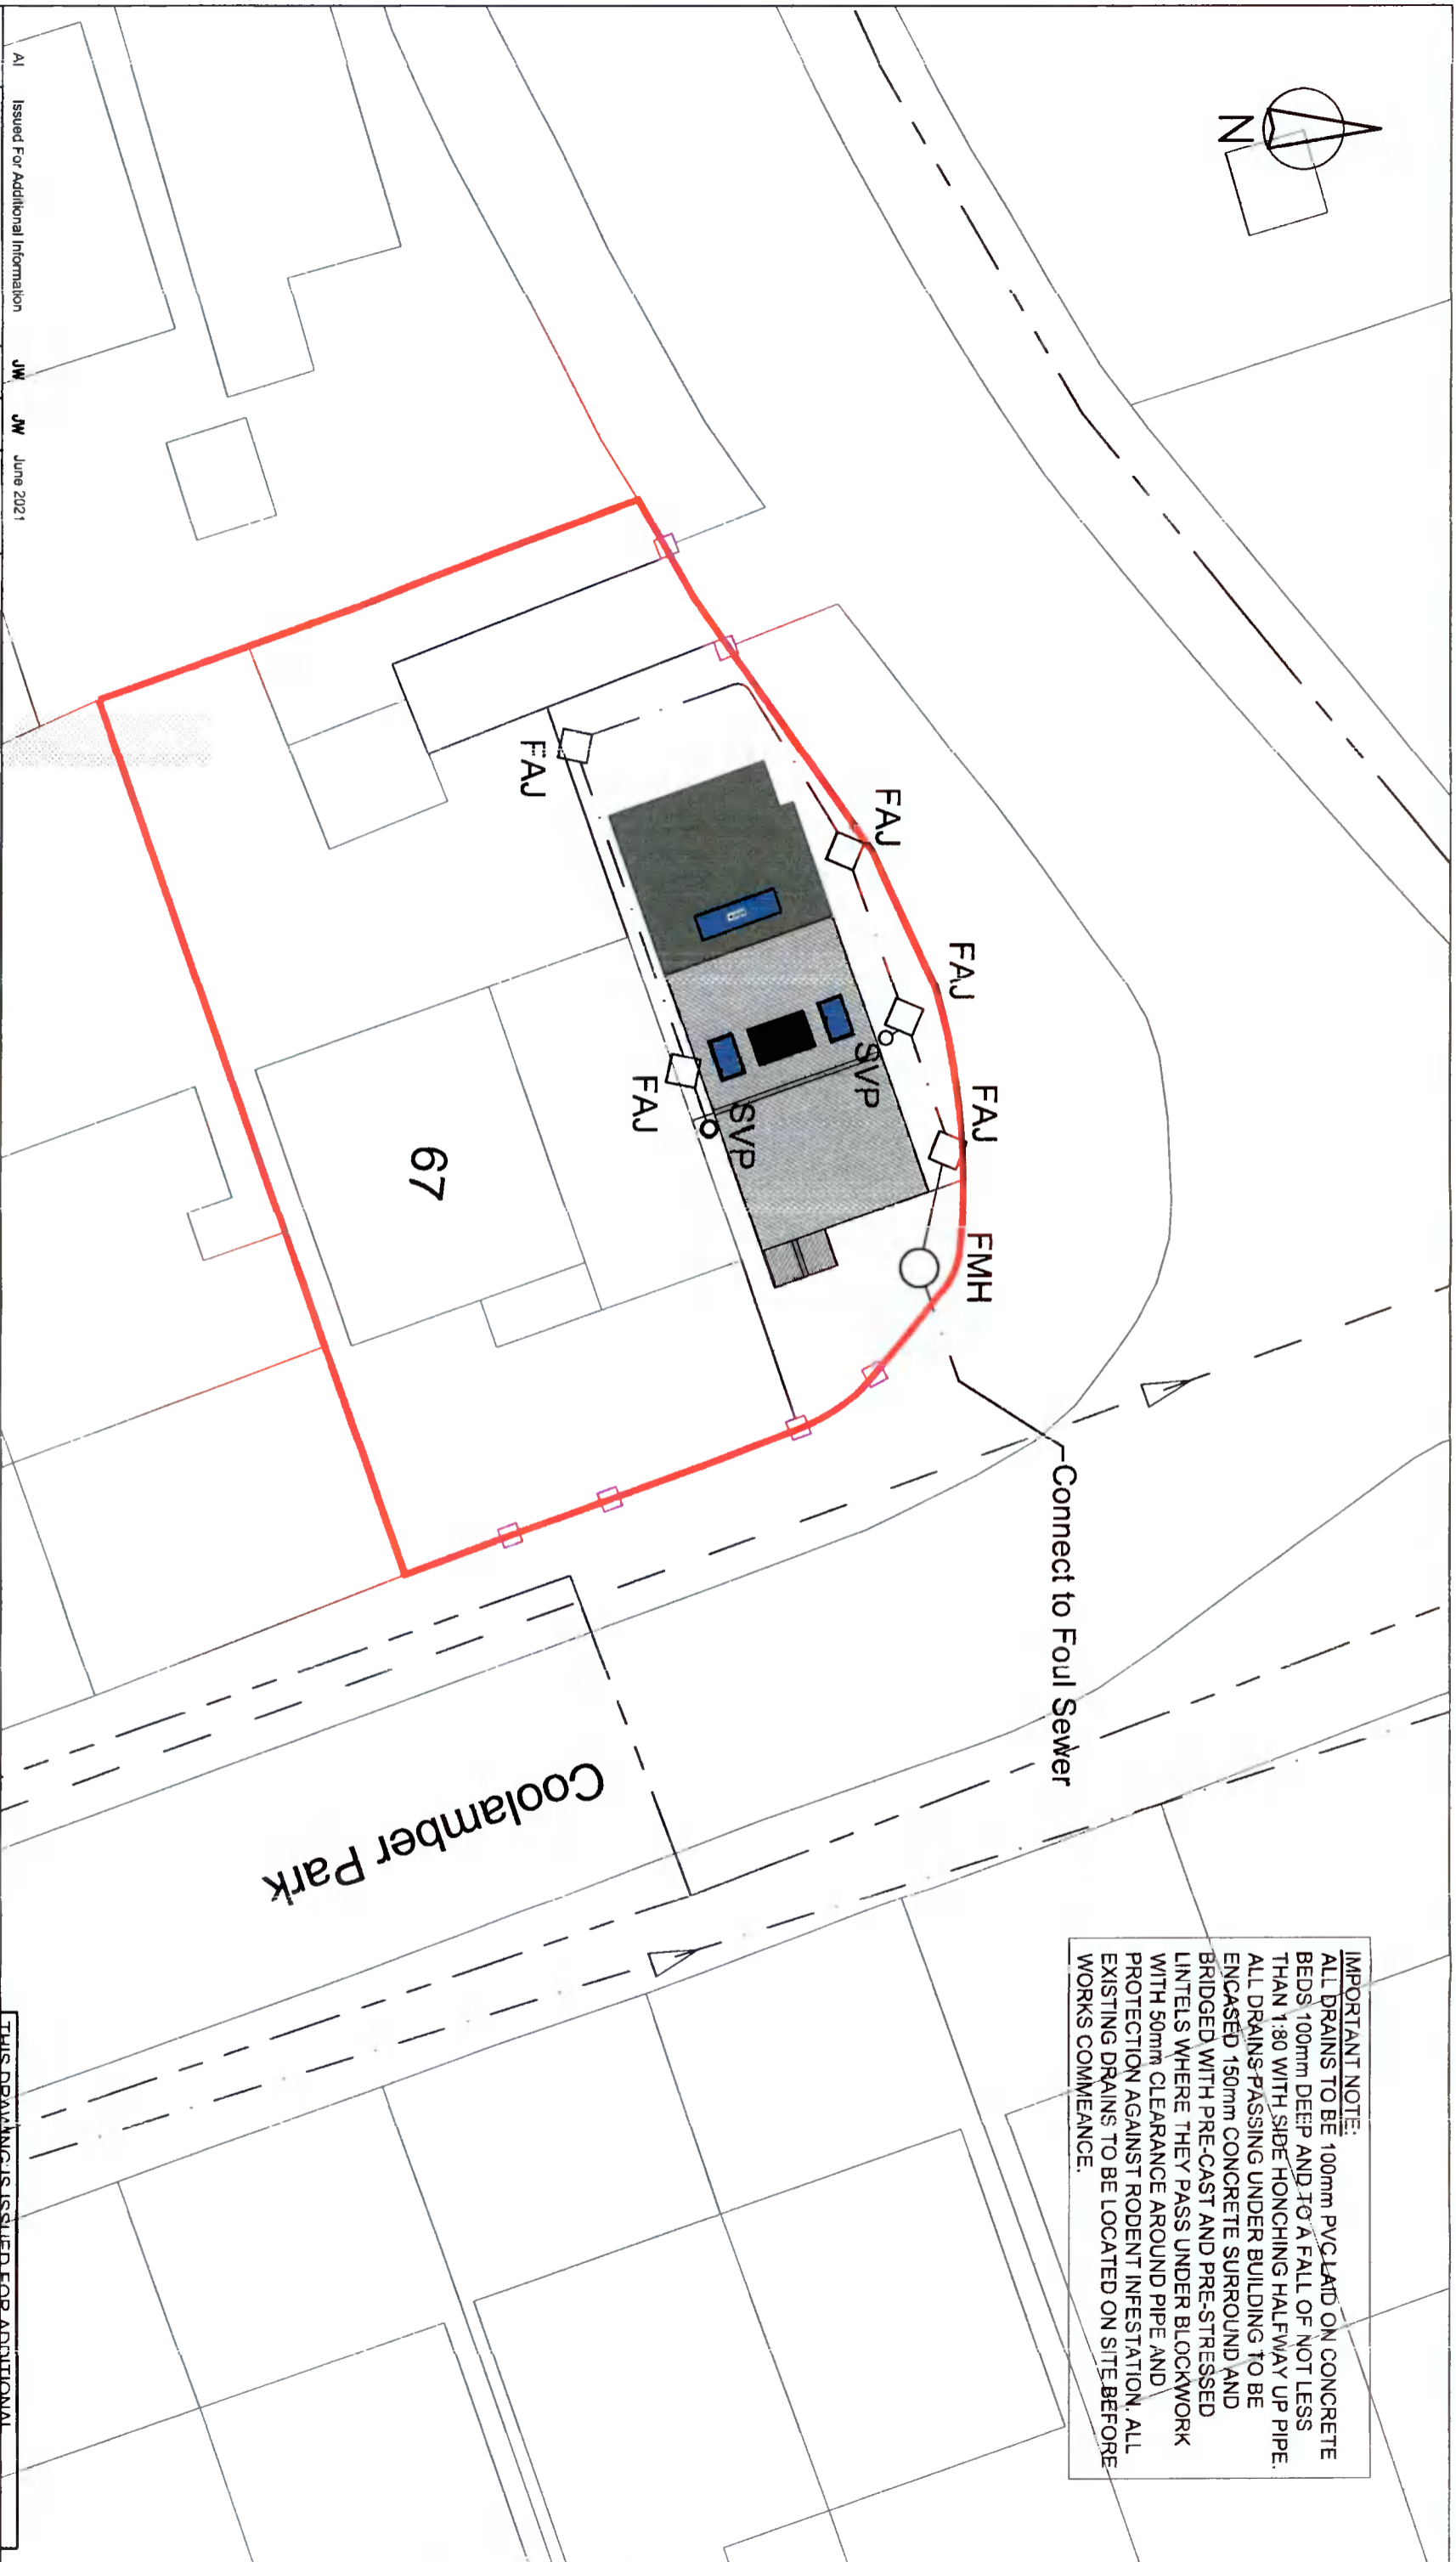 N
IMPORTANT NOTE:
ALL DRAINS TO BE 100mm PVC LAID ON CONCRETE
BEDS 100mm DEEP AND TO A FALL OF NOT LESS
THAN 1:80 WITH SIDE HONCHING HALFWAY UP PIPE.
ALL DRAINS PASSING UNDER BUILDING TO BE
ENCASED 150mm CONCRETE SURROUND AND
BRIDGED WITH PRE-CAST AND PRE-STRESSED
LINTELS WHERE THEY PASS UNDER BLOCKWORK
WITH 50mm CLEARANCE AROUND PIPE AND
PROTECTION AGAINST RODENT INFESTATION. ALL
EXISTING DRAINS TO BE LOCATED ON SITE BEFORE
WORKS COMMEANCE.
Connect to Foul Sewer
FAJ
FAJ
FAJ
FMH
SVP
SVP
FAJ
FAJ
67
Coolamber Park
AI Issued For Additional Information JW JW June 2021
THIS DRAWING IS ISSUED FOR ADDITIONAL